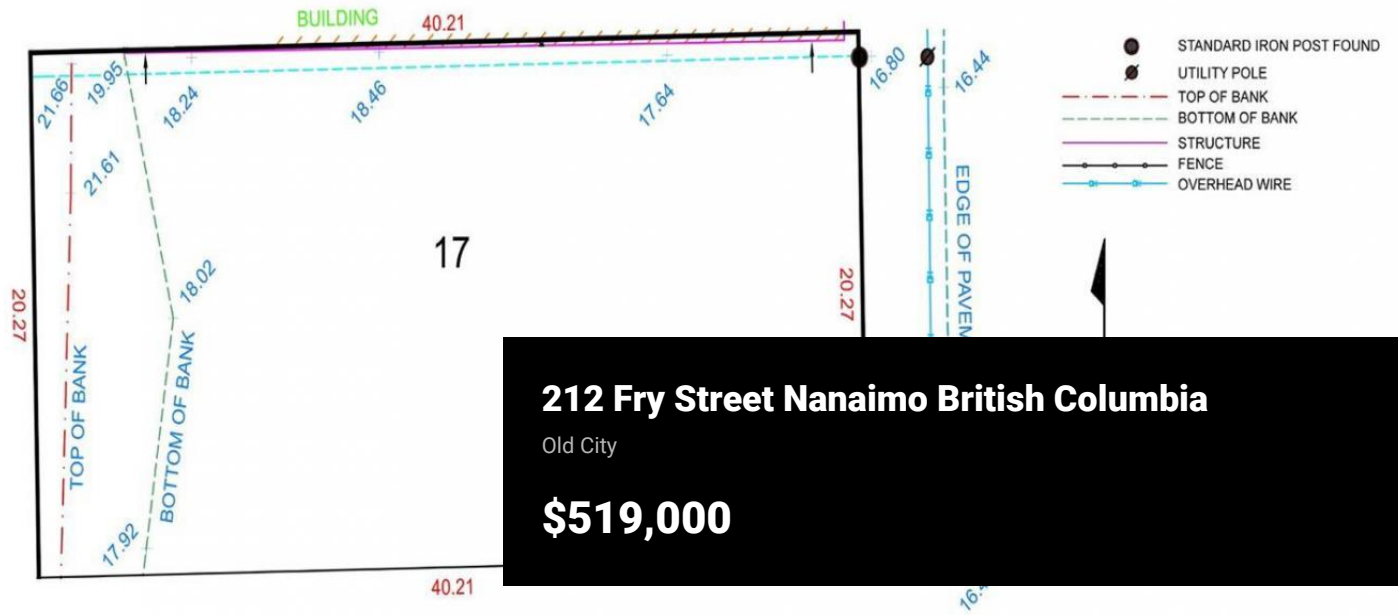 BUILDING
40.21
21.66
19.95
18.24
18.46
17.64
16.80
16.44
STANDARD IRON POST FOUND
UTILITY POLE
TOP OF BANK
BOTTOM OF BANK
STRUCTURE
FENCE
OVERHEAD WIRE
21.61
17
18.02
20.27
20.27
EDGE OF PAVEM
TOP OF BANK
BOTTOM OF BANK
17.92
40.21
212 Fry Street Nanaimo British Columbia
Old City
$519,000